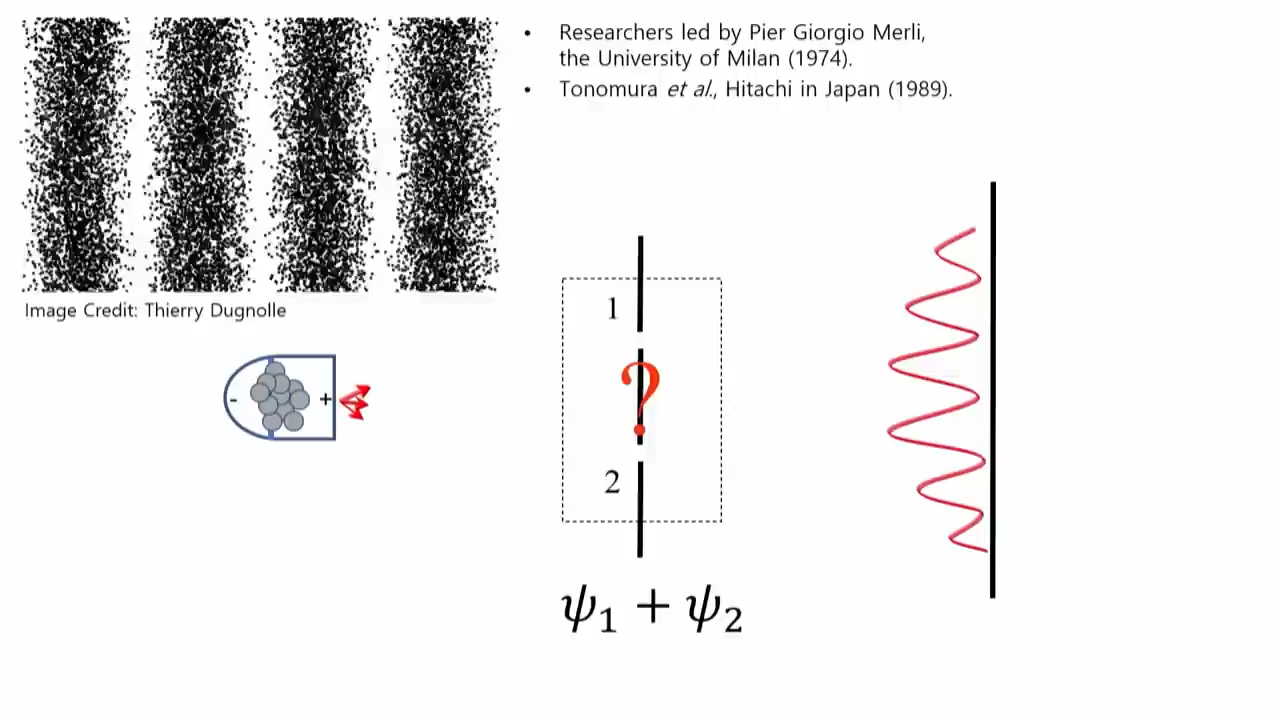 • Researchers led by Pier Giorgio Merli,
the University of Milan (1974).
• Tonomura et al., Hitachi in Japan (1989).
Image Credit: Thierry Dugnolle
1
?
- +
2
ψ₁ + ψ₂